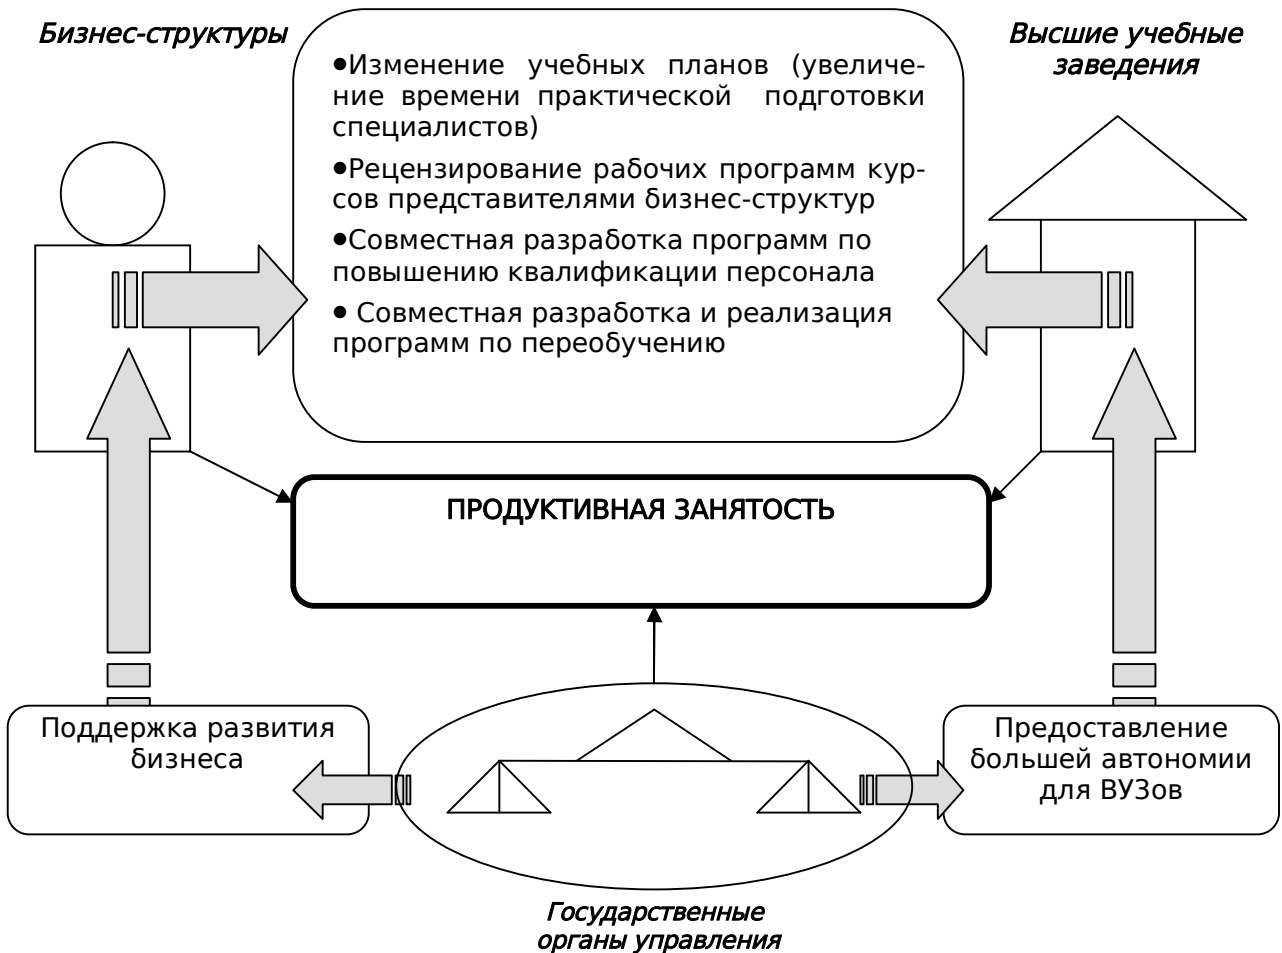 Бизнес-структуры
Высшие учебные
заведения
•Изменение учебных планов (увеличе-
ние времени практической подготовки
специалистов)
•Рецензирование рабочих программ кур-
сов представителями бизнес-структур
•Совместная разработка программ по
повышению квалификации персонала
• Совместная разработка и реализация
программ по переобучению
ПРОДУКТИВНАЯ ЗАНЯТОСТЬ
Поддержка развития
бизнеса
Предоставление
большей автономии
для ВУЗов
Государственные
органы управления